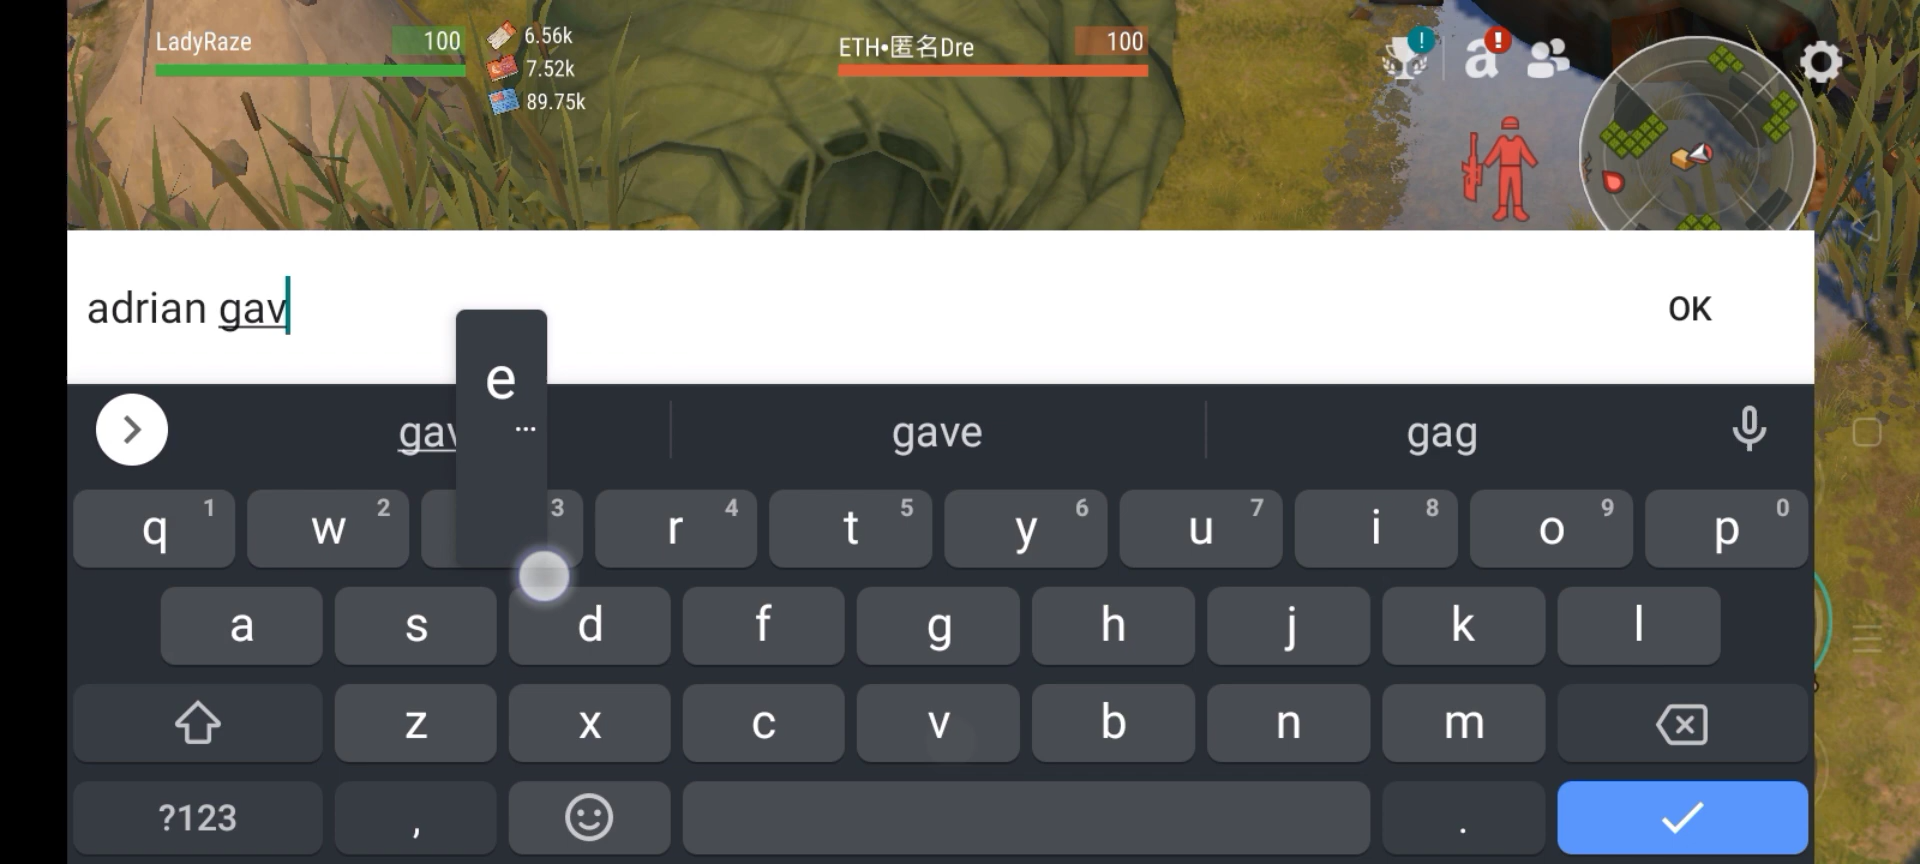 LadyRaze 100
6.56k
7.52k
89.75k
ETH•匿名Dre 100
! a !
adrian gav
OK
e
...
gav gave gag
q 1 w 2 3 r 4 t 5 y 6 u 7 i 8 o 9 p 0
a s d f g h j k l
z x c v b n m
?123 , .